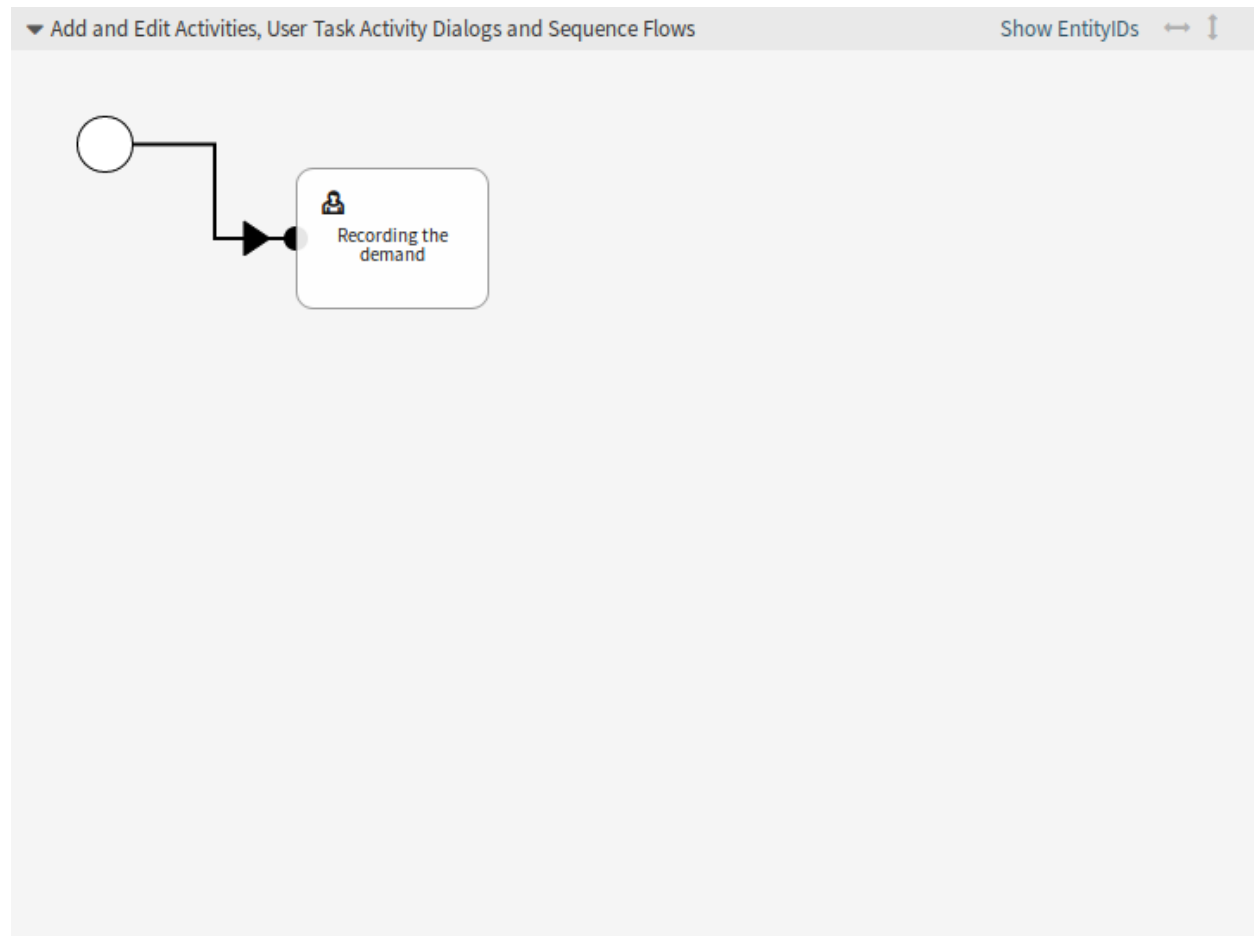 Add and Edit Activities, User Task Activity Dialogs and Sequence Flows
Show EntityIDs
Recording the
demand